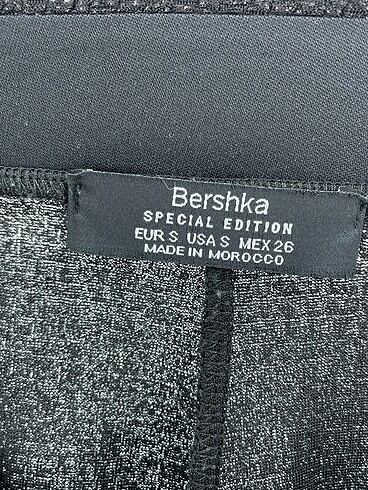 Bershka
SPECIAL EDITION
EUR S USA S MEX 26
MADE IN MOROCCO